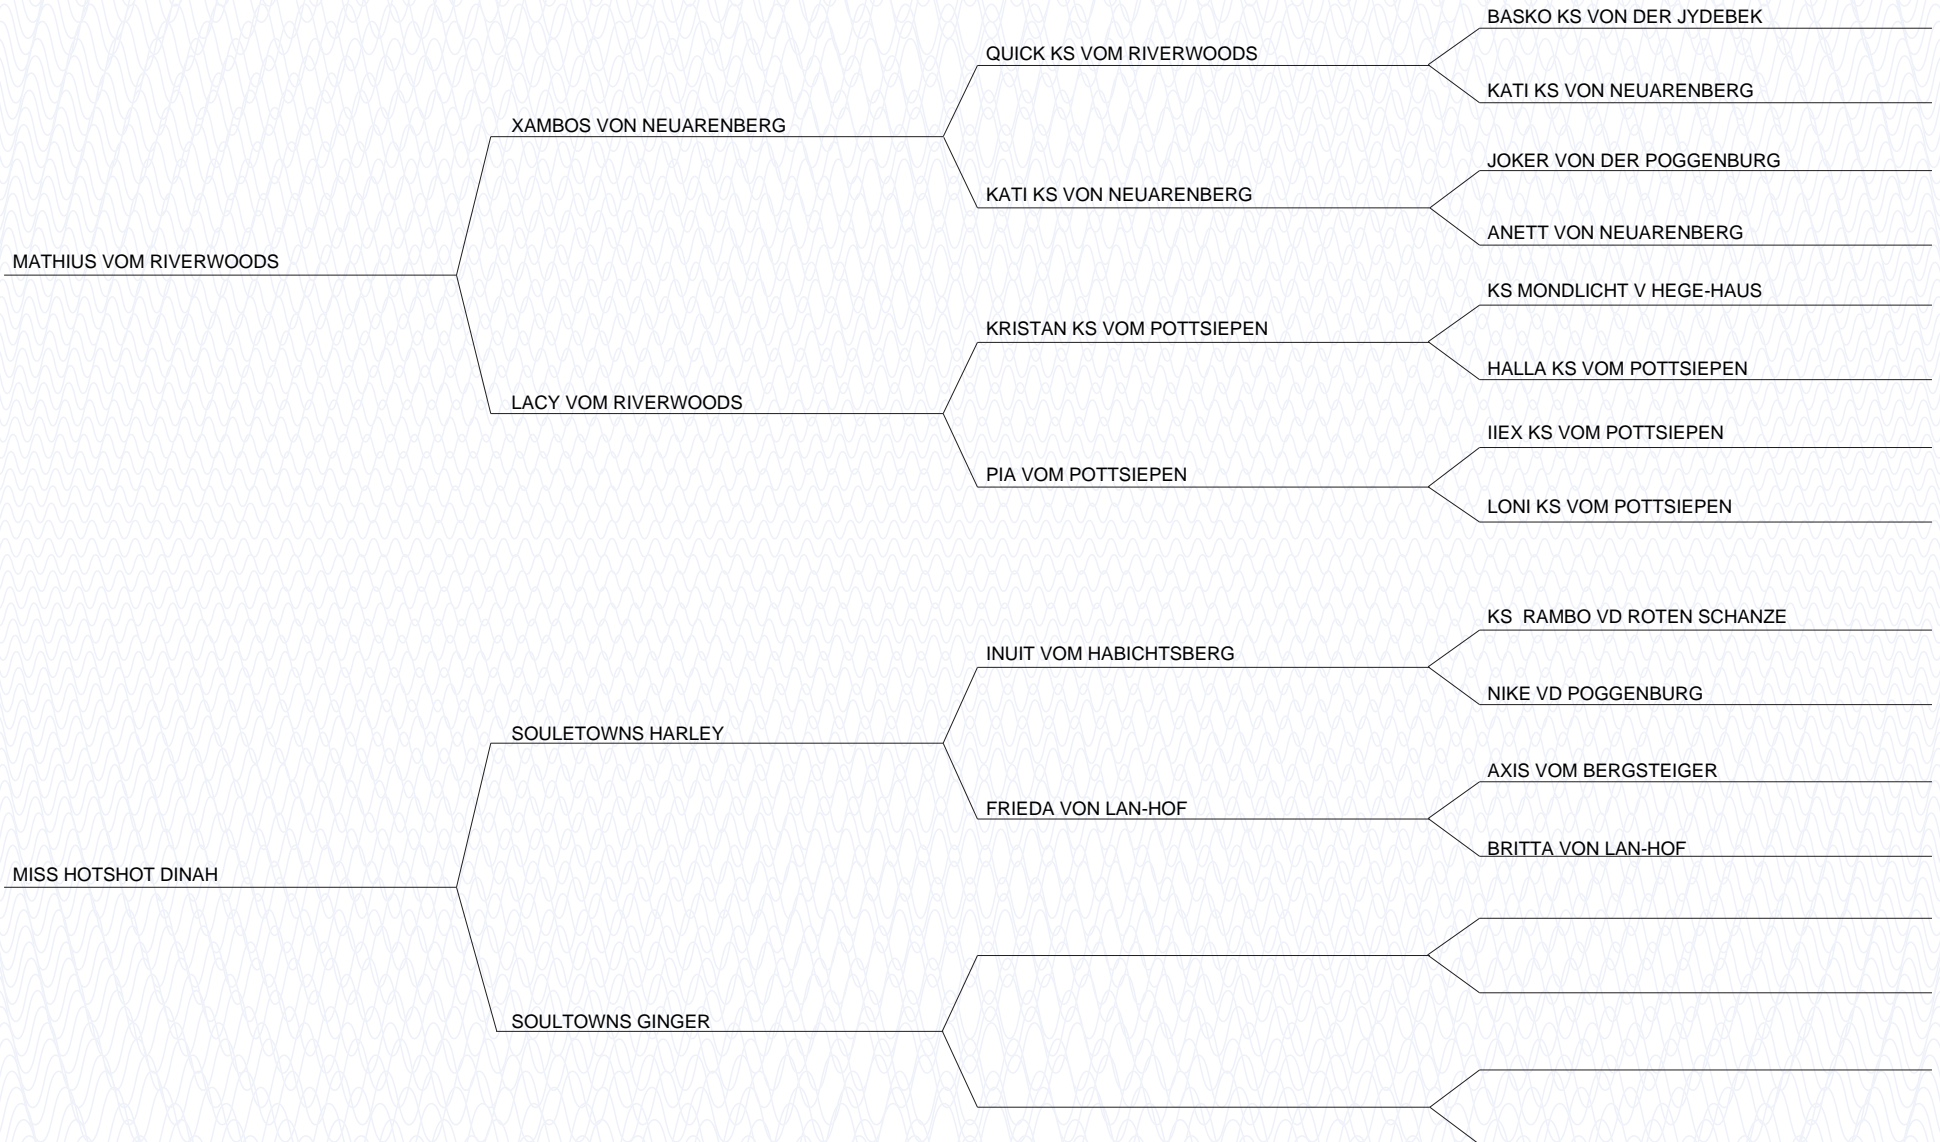 BASKO KS VON DER JYDEBEK
QUICK KS VOM RIVERWOODS
KATI KS VON NEUARENBERG
XAMBOS VON NEUARENBERG
JOKER VON DER POGGENBURG
KATI KS VON NEUARENBERG
ANETT VON NEUARENBERG
MATHIUS VOM RIVERWOODS
KS MONDLICHT V HEGE-HAUS
KRISTAN KS VOM POTTSIEPEN
HALLA KS VOM POTTSIEPEN
LACY VOM RIVERWOODS
IIEX KS VOM POTTSIEPEN
PIA VOM POTTSIEPEN
LONI KS VOM POTTSIEPEN
KS  RAMBO VD ROTEN SCHANZE
INUIT VOM HABICHTSBERG
NIKE VD POGGENBURG
SOULETOWNS HARLEY
AXIS VOM BERGSTEIGER
FRIEDA VON LAN-HOF
BRITTA VON LAN-HOF
MISS HOTSHOT DINAH
SOULTOWNS GINGER